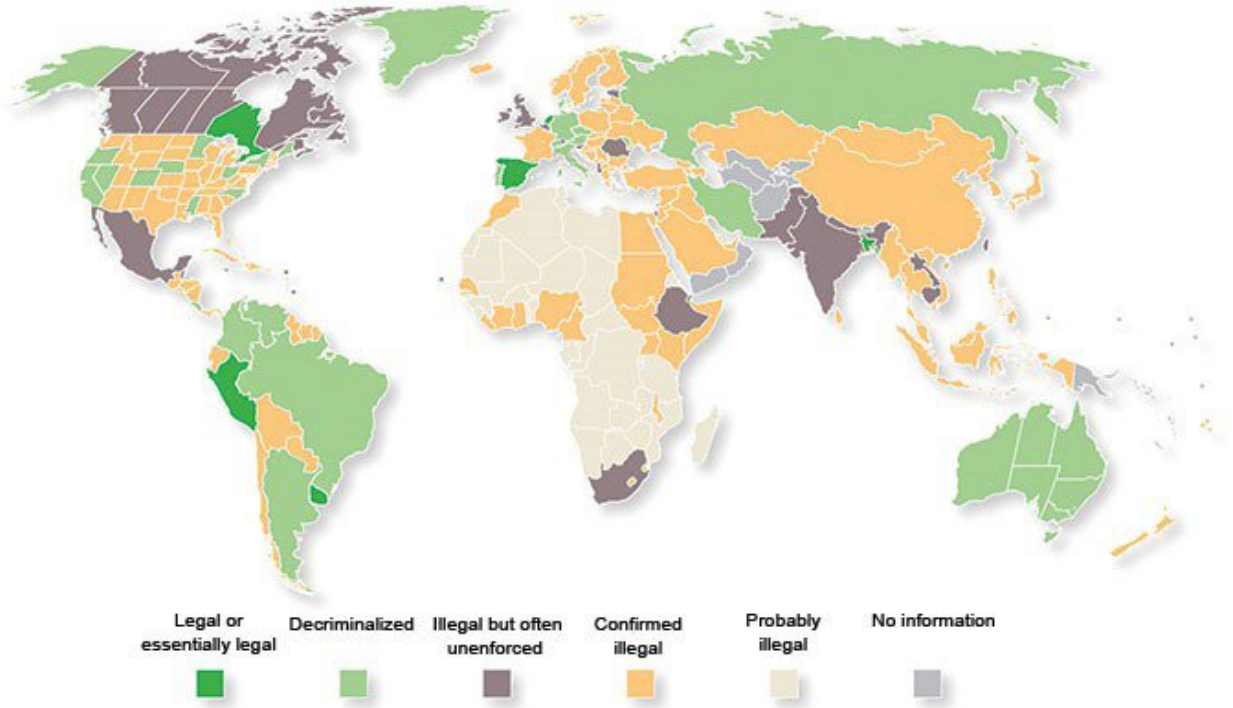 Legal or
essentially legal
Decriminalized
Illegal but often
unenforced
Confirmed
illegal
Probably
illegal
No information